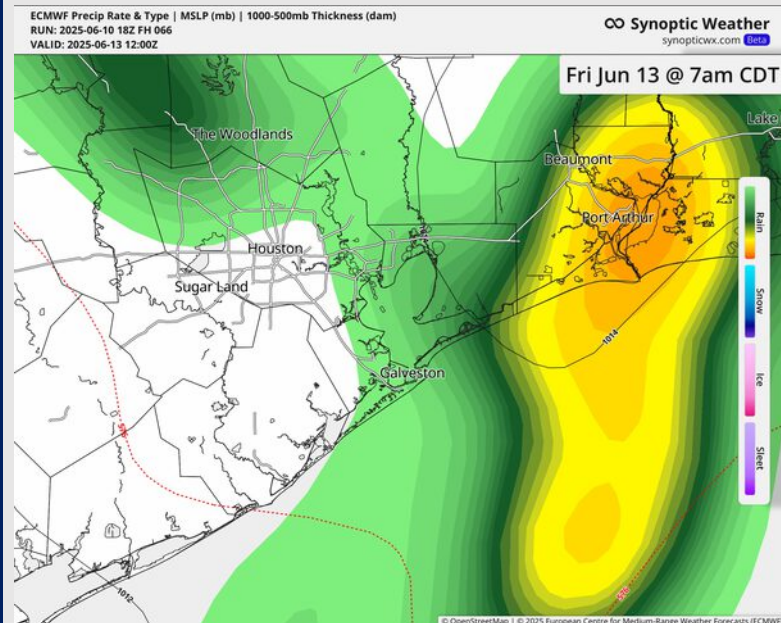 ECMWF Precip Rate & Type | MSLP (mb) | 1000-500mb Thickness (dam)
RUN: 2025-06-10 18Z FH 066
VALID: 2025-06-13 12:00Z
Synoptic Weather
synopticwx.com Beta
Fri Jun 13 @ 7am CDT
The Woodlands
Lake
Beaumont
Port Arthur
Houston
Sugar Land
Galveston
1014
1012
576
Rain
Snow
Ice
Sleet
© OpenStreetMap | © 2025 European Centre for Medium-Range Weather Forecasts (ECMWF